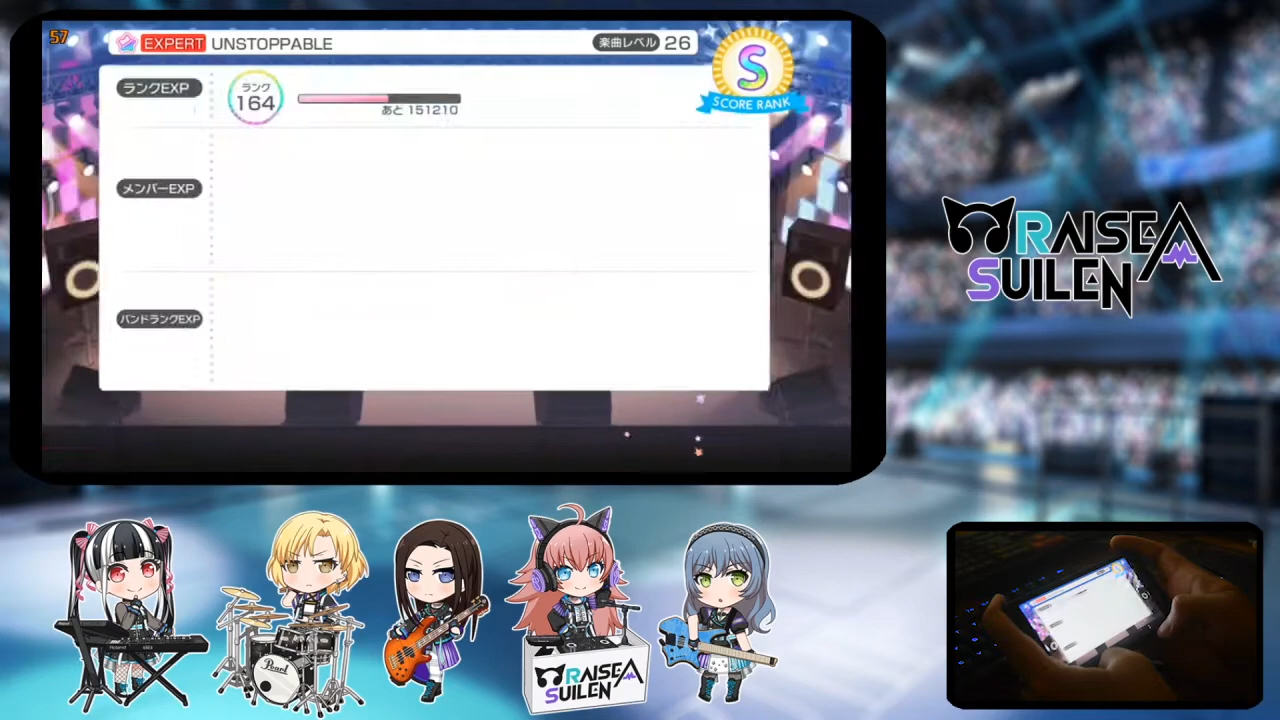 57
EXPERT UNSTOPPABLE
楽曲レベル 26
S
SCORE RANK
ランクEXP
ランク
164
あと 151210
メンバーEXP
バンドランクEXP
RAISE A
SUILEN
Roland
Pearl
RAISE A
SUILEN